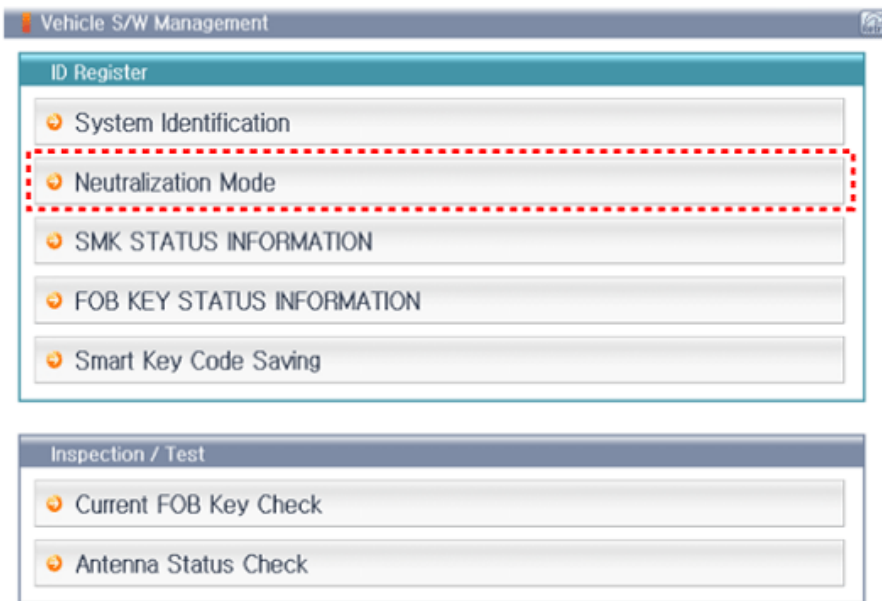 Vehicle S/W Management
ID Register
System Identification
Neutralization Mode
SMK STATUS INFORMATION
FOB KEY STATUS INFORMATION
Smart Key Code Saving
Inspection / Test
Current FOB Key Check
Antenna Status Check